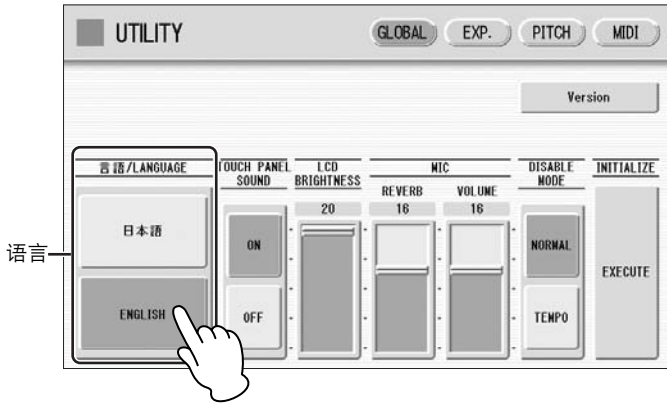 UTILITY
GLOBAL
EXP.
PITCH
MIDI
Version
言語/LANGUAGE
TOUCH PANEL
SOUND
LCD
BRIGHTNESS
MIC
REVERB
VOLUME
DISABLE
MODE
INITIALIZE
20
16
16
日本語
ON
NORMAL
EXECUTE
语言
ENGLISH
OFF
TEMPO